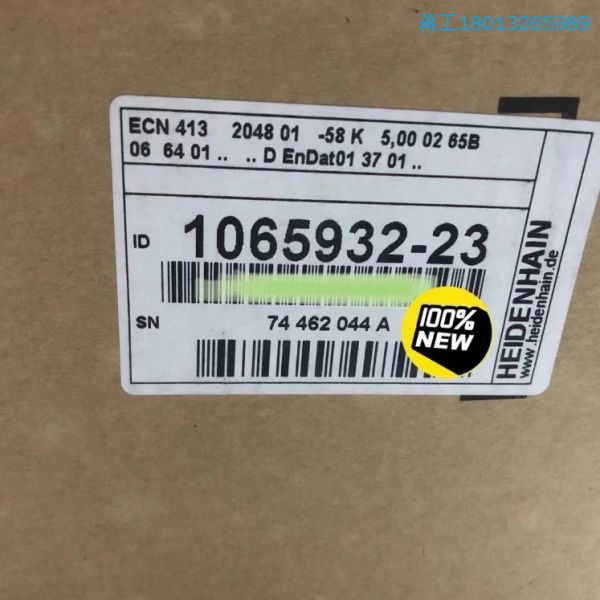 蒋工18013265989
ECN 413 2048 01 -58 K 5,00 02 65B
06 64 01 .. .. D EnDat01 37 01 ..
ID 1065932-23
SN 74 462 044 A
100%
NEW
HEIDENHAIN
www.heidenhain.de